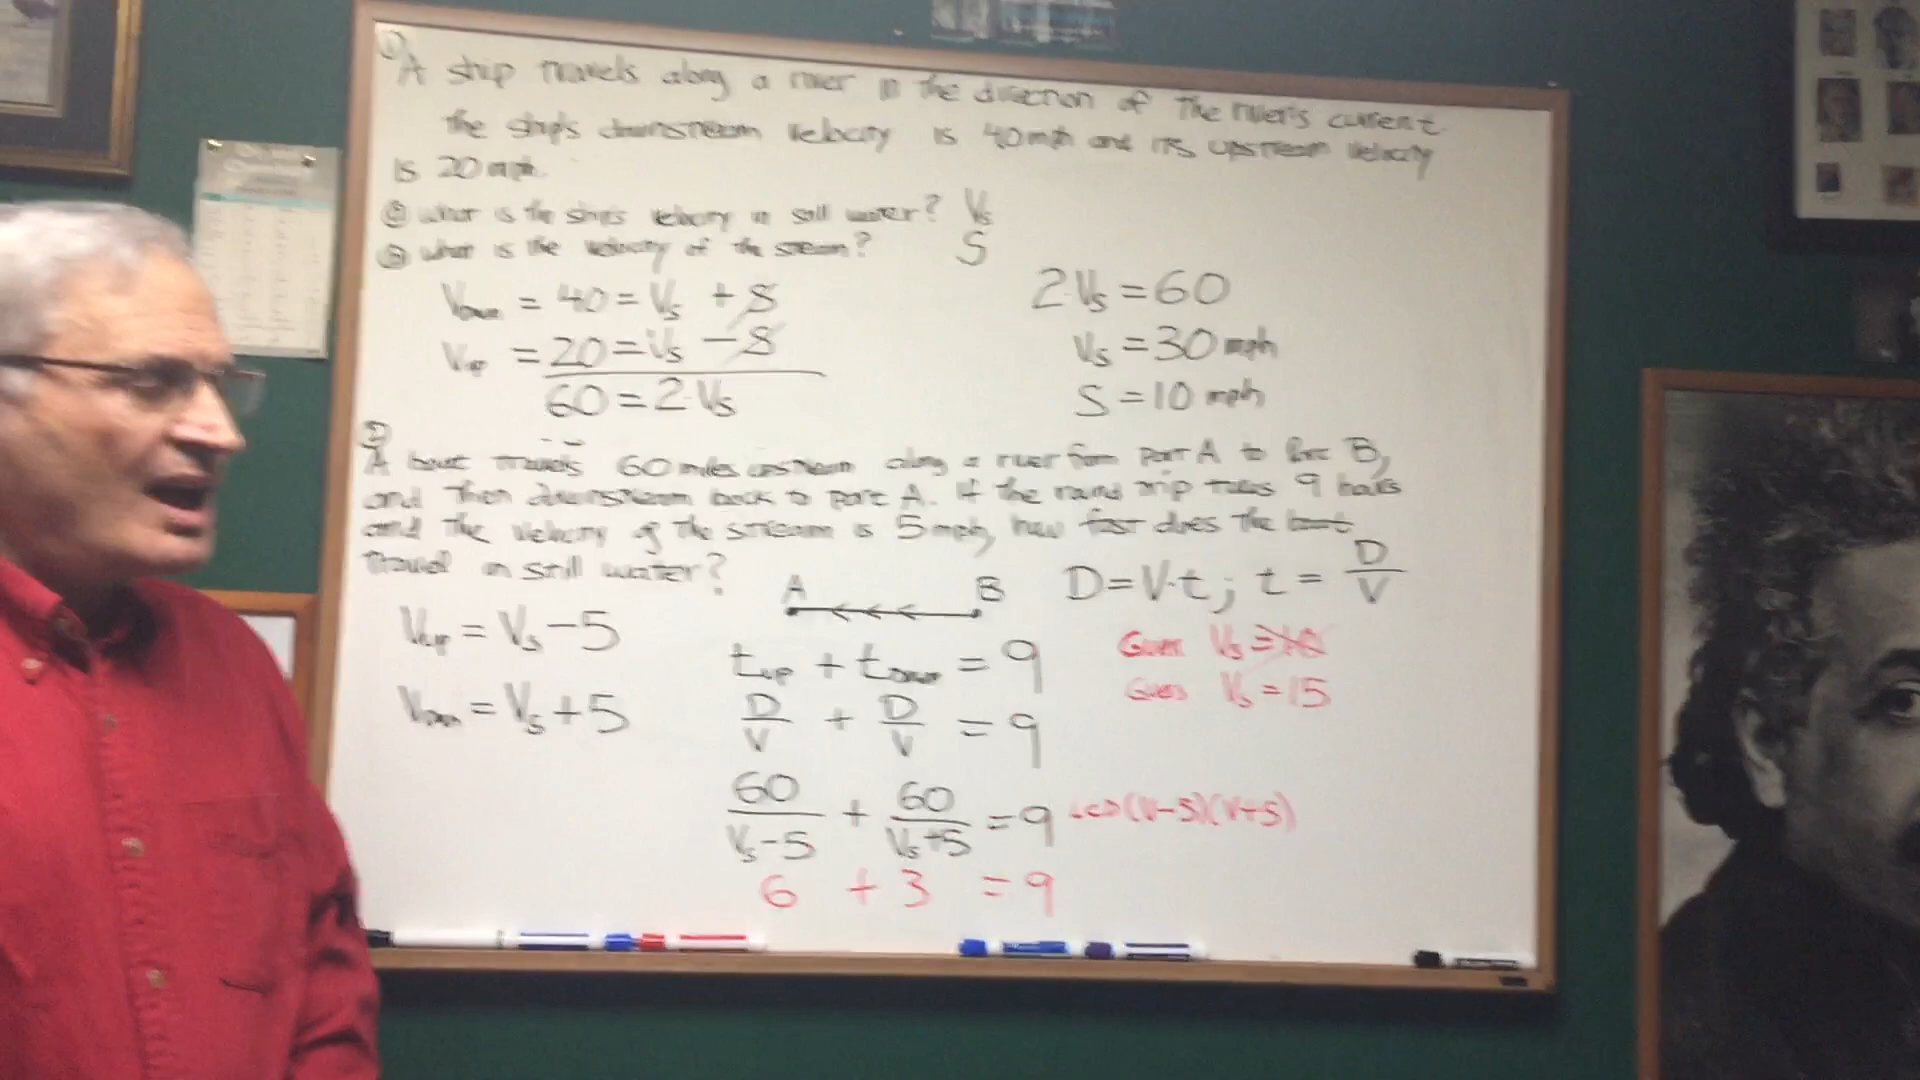 1)
A ship travels along a river in the direction of the river's current.
the ship's downstream velocity is 40 mph and its upstream velocity
is 20 mph.
a what is the ship's velocity in still water? Vs
b what is the velocity of the stream? S
Vdown = 40 = Vs + S
Vup = 20 = Vs - S
60 = 2·Vs
2·Vs = 60
Vs = 30 mph
S = 10 mph
2
A boat travels 60 miles upstream along a river from port A to Port B,
and then downstream back to port A. If the round trip takes 9 hours
and the velocity of the stream is 5 mph, how fast does the boat
travel in still water?
A B
D = V·t; t = D/V
Vup = Vs - 5
Vdown = Vs + 5
tup + tdown = 9
D/V + D/V = 9
60/(Vs-5) + 60/(Vs+5) = 9 LCD (V-5)(V+5)
6 + 3 = 9
Guess Vs = 10
Guess Vs = 15